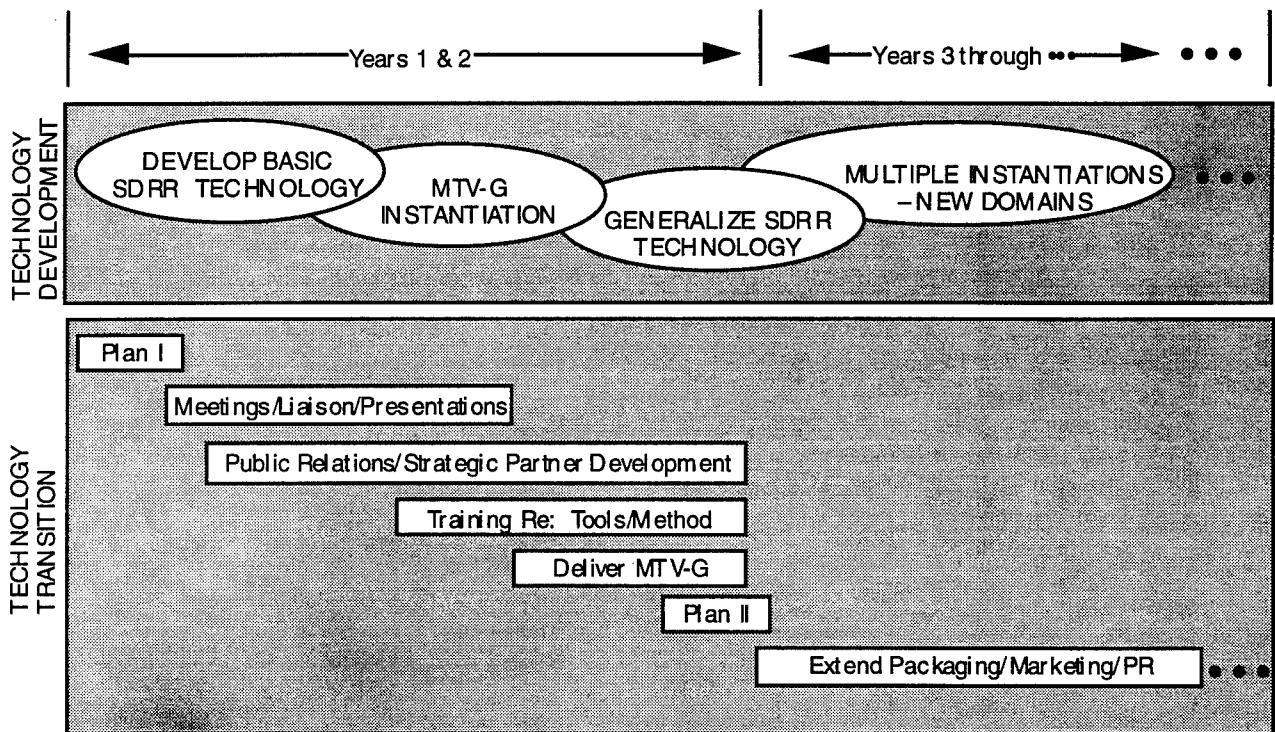 Years 1 & 2
Years 3 through •••
• • •
TECHNOLOGY
DEVELOPMENT
DEVELOP BASIC
SDRR TECHNOLOGY
MTV-G
INSTANTIATION
GENERALIZE SDRR
TECHNOLOGY
MULTIPLE INSTANTIATIONS
–NEW DOMAINS
• • •
TECHNOLOGY
TRANSITION
Plan I
Meetings/Liaison/Presentations
Public Relations/Strategic Partner Development
Training Re: Tools/Method
Deliver MTV-G
Plan II
Extend Packaging/Marketing/PR
• • •